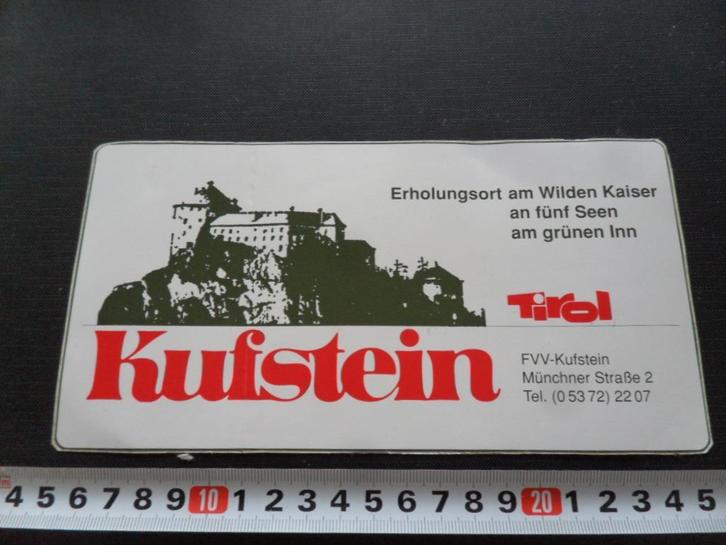 Erholungsort am Wilden Kaiser
an fünf Seen
am grünen Inn
Tirol
Kufstein
FVV-Kufstein
Münchner Straße 2
Tel. (0 53 72) 22 07
m
4 5 6 7 8 9 10 1 2 3 4 5 6 7 8 9 20 1 2 3 4 5